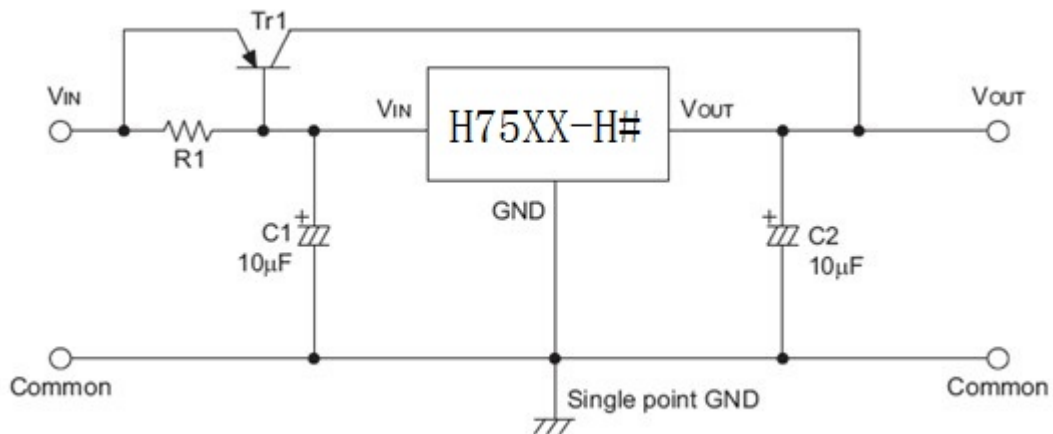 Tr1
VIN
R1
VIN
H75XX-H#
VOUT
VOUT
GND
+
C1
10µF
+
C2
10µF
Common
Single point GND
Common